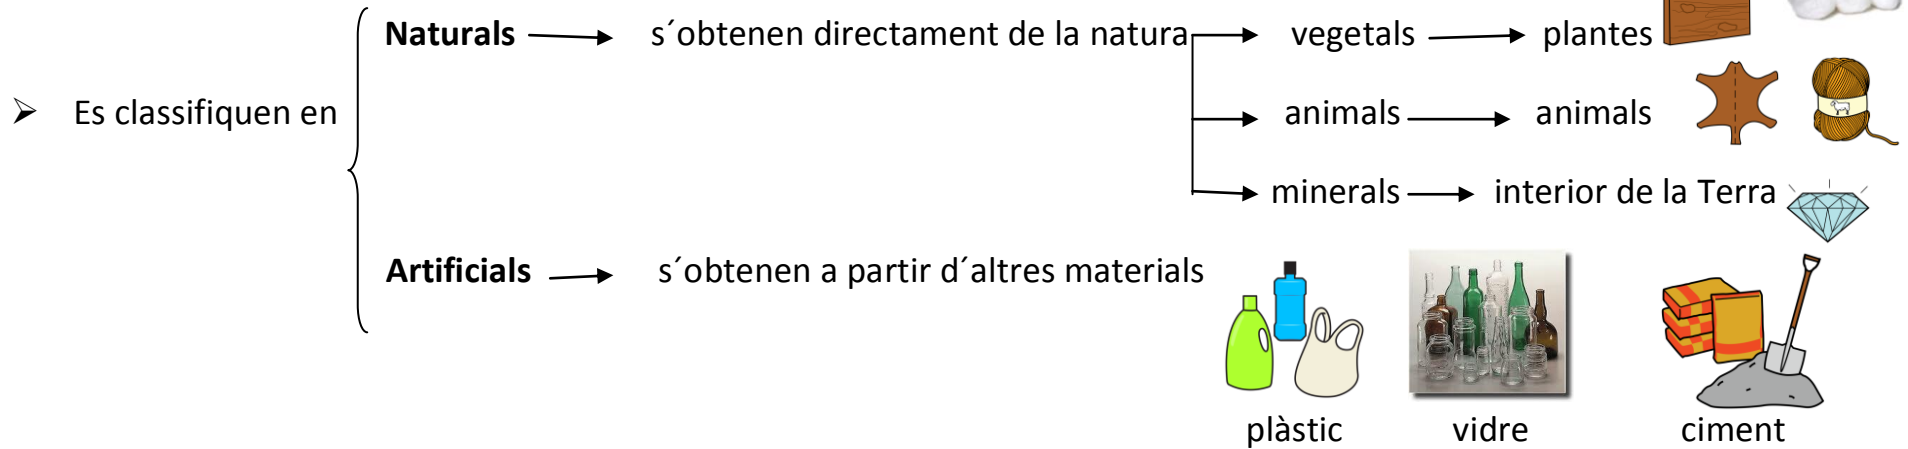 Naturals s´obtenen directament de la natura vegetals plantes
➢ Es classifiquen en animals animals
minerals interior de la Terra
Artificials s´obtenen a partir d´altres materials
plàstic vidre ciment